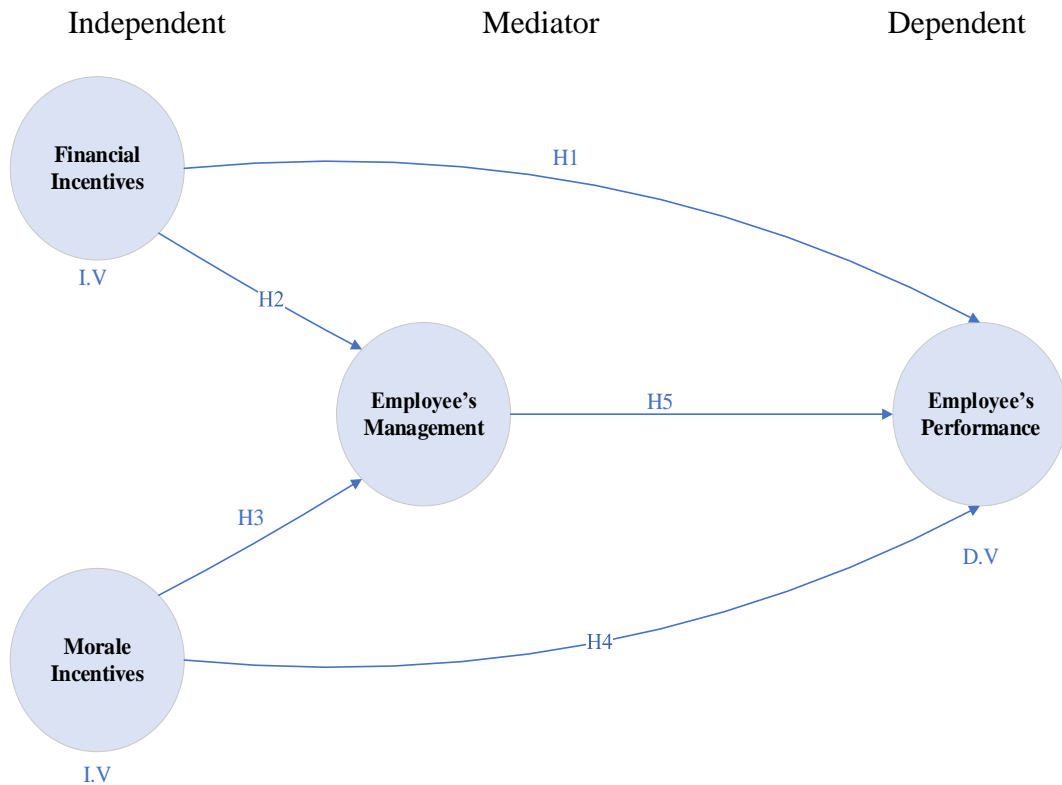 Independent
Mediator
Dependent
Financial
Incentives
I.V
H1
H2
Employee’s
Management
H5
Employee’s
Performance
H3
D.V
Morale
Incentives
H4
I.V